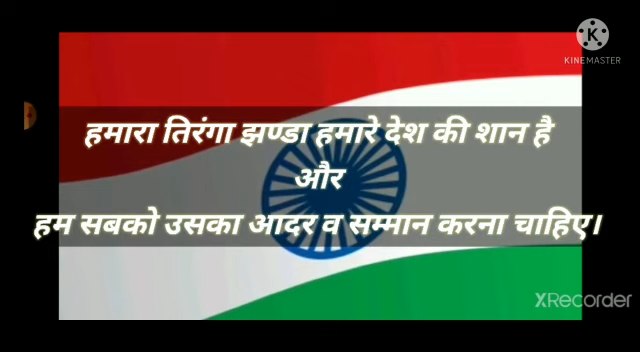 KINEMASTER
हमारा तिरंगा झण्डा हमारे देश की शान है
और
हम सबको उसका आदर व सम्मान करना चाहिए।
XRecorder